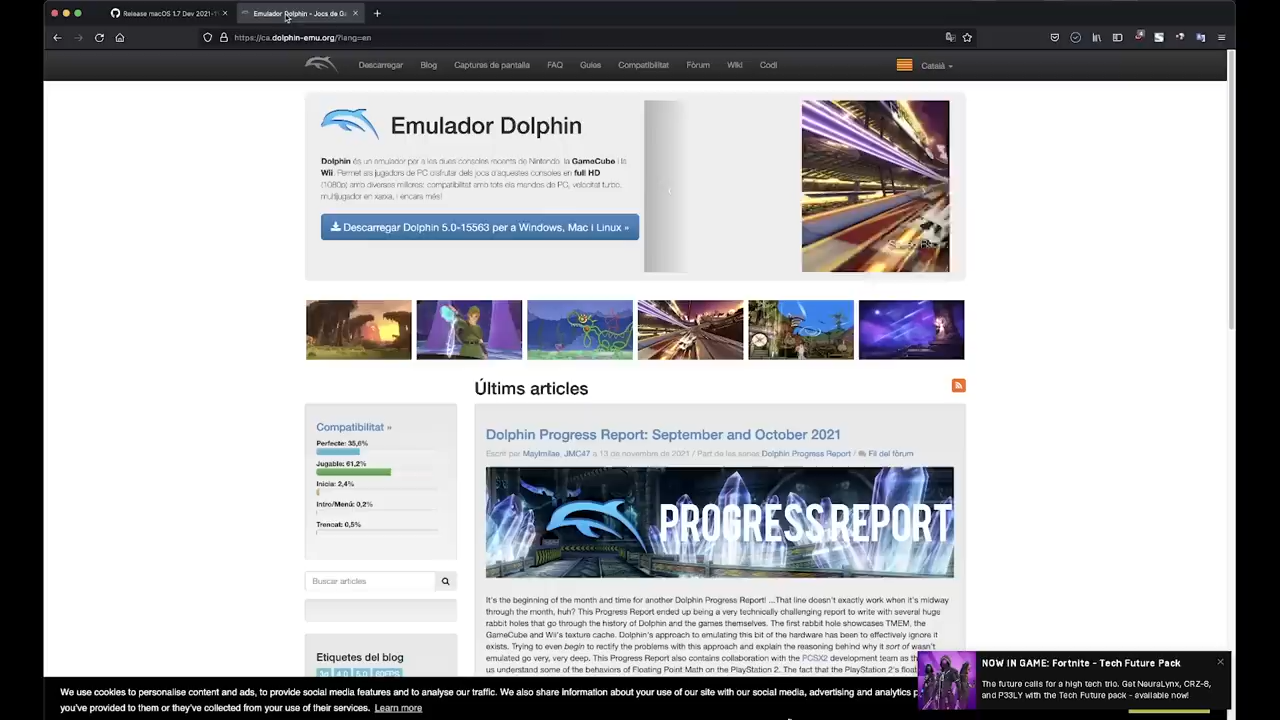 Release macOS 1.7 Dev 2021-1
Emulador Dolphin - Jocs de Ga
https://ca.dolphin-emu.org/?lang=en
Descarregar
Blog
Captures de pantalla
FAQ
Guies
Compatibilitat
Fòrum
Wiki
Codi
Català
Emulador Dolphin
Dolphin és un emulador per a les dues consoles recents de Nintendo: la GameCube i la
Wii. Permet als jugadors de PC disfrutar dels jocs d'aquestes consoles en full HD
(1080p) amb diverses millores: compatibilitat amb tots els mandos de PC, velocitat turbo,
multijugador en xarxa, i encara més!
Descarregar Dolphin 5.0-15563 per a Windows, Mac i Linux »
Últims articles
Compatibilitat »
Perfecte: 35,6%
Jugable: 61,2%
Inicia: 2,4%
Intro/Menú: 0,2%
Trencat: 0,5%
Buscar articles
Etiquetes del blog
Dolphin Progress Report: September and October 2021
Escrit per MayImilae, JMC47 a 13 de novembre de 2021 / Part de les series Dolphin Progress Report / Fil del fòrum
PROGRESS REPORT
It's the beginning of the month and time for another Dolphin Progress Report! ...That line doesn't exactly work when it's midway
through the month, huh? This Progress Report ended up being a very technically challenging report to write with several huge
rabbit holes that go through the history of Dolphin and the games themselves. The first rabbit hole showcases TMEM, the
GameCube and Wii's texture cache. Dolphin's approach to emulating this bit of the hardware has been to effectively ignore it
exists. Trying to even begin to rectify the problems with this approach and explain the reasoning behind why it sort of wasn't
emulated go very, very deep. This Progress Report also contains collaboration with the PCSX2 development team as the
us understand some of the behaviors of Floating Point Math on the PlayStation 2. The fact that the PlayStation 2's float
NOW IN GAME: Fortnite - Tech Future Pack
The future calls for a high tech trio. Get NeuraLynx, CRZ-8,
and P33LY with the Tech Future pack - available now!
We use cookies to personalise content and ads, to provide social media features and to analyse our traffic. We also share information about your use of our site with our social media, advertising and analytics p
you've provided to them or they've collected from your use of their services. Learn more